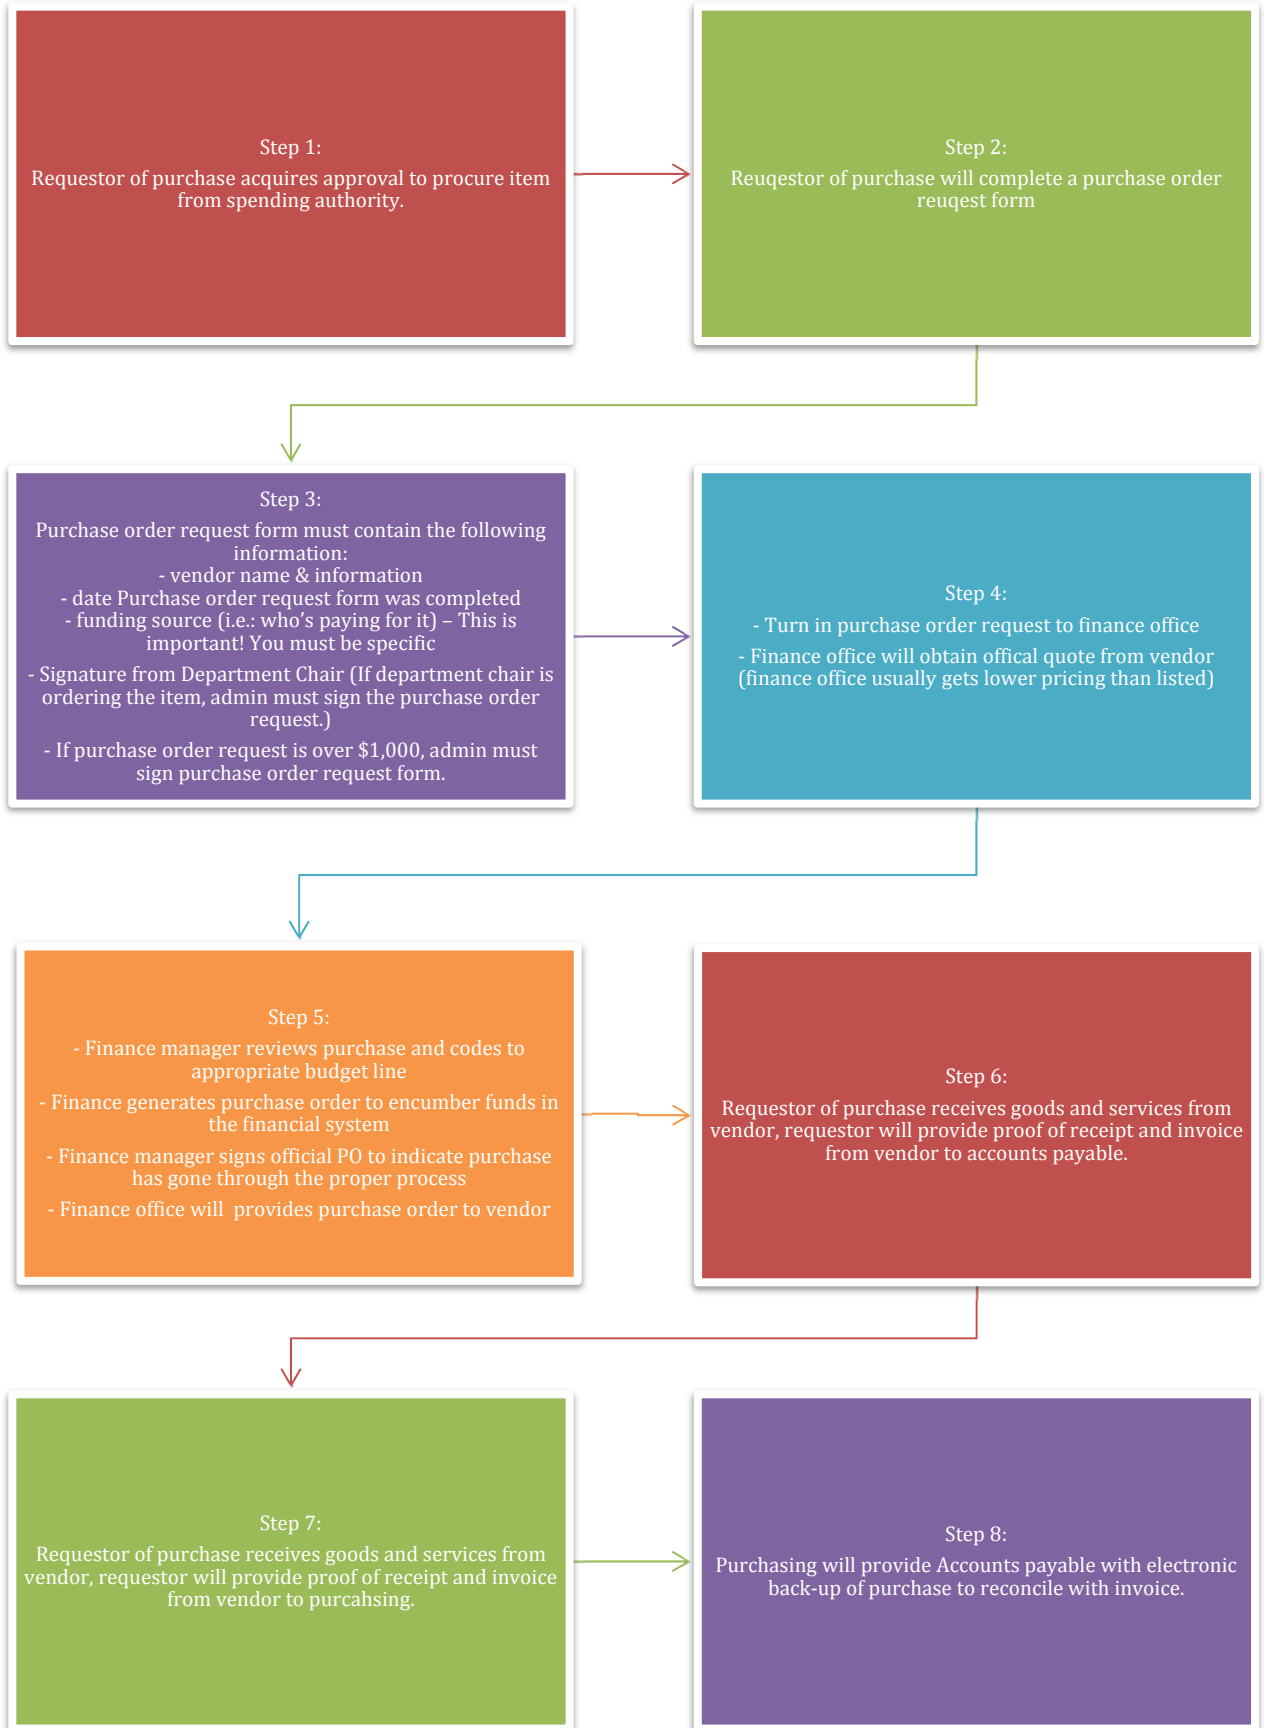 Step 1:
Requestor of purchase acquires approval to procure item
from spending authority.
Step 2:
Reuqestor of purchase will complete a purchase order
reuqest form
Step 3:
Purchase order request form must contain the following
information:
- vendor name & information
- date Purchase order request form was completed
- funding source (i.e.: who's paying for it) – This is
important! You must be specific
- Signature from Department Chair (If department chair is
ordering the item, admin must sign the purchase order
request.)
- If purchase order request is over $1,000, admin must
sign purchase order request form.
Step 4:
- Turn in purchase order request to finance office
- Finance office will obtain offical quote from vendor
(finance office usually gets lower pricing than listed)
Step 5:
- Finance manager reviews purchase and codes to
appropriate budget line
- Finance generates purchase order to encumber funds in
the financial system
- Finance manager signs official PO to indicate purchase
has gone through the proper process
- Finance office will  provides purchase order to vendor
Step 6:
Requestor of purchase receives goods and services from
vendor, requestor will provide proof of receipt and invoice
from vendor to accounts payable.
Step 7:
Requestor of purchase receives goods and services from
vendor, requestor will provide proof of receipt and invoice
from vendor to purcahsing.
Step 8:
Purchasing will provide Accounts payable with electronic
back-up of purchase to reconcile with invoice.